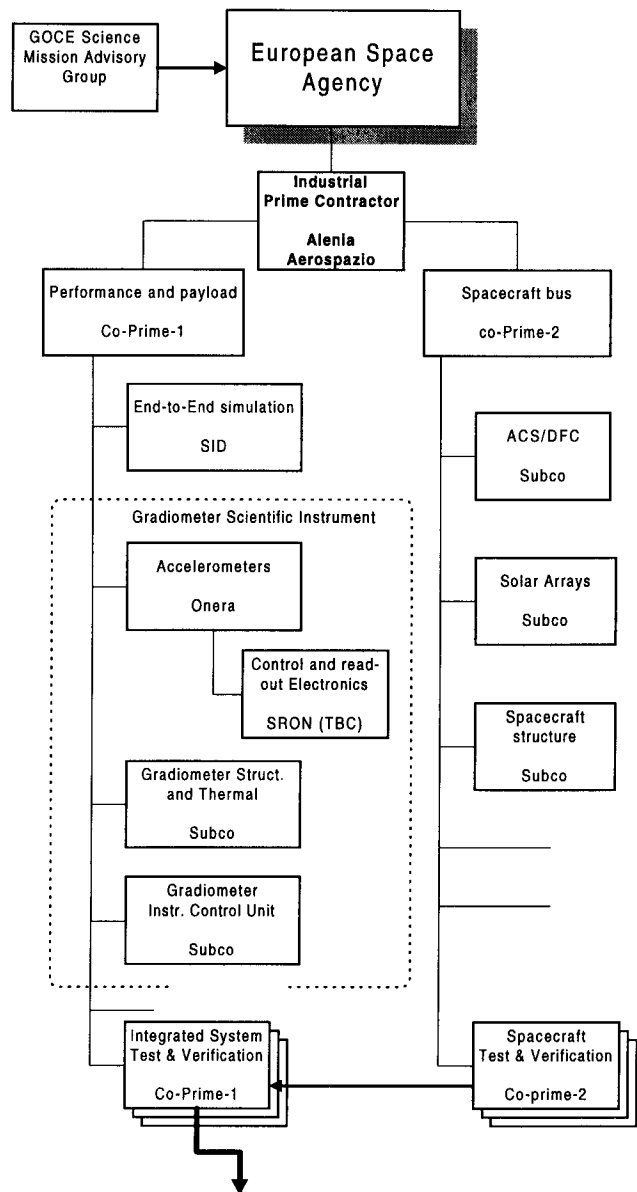 GOCE Science
Mission Advisory
Group
European Space
Agency
Industrial
Prime Contractor
Alenia
Aerospazio
Performance and payload
Co-Prime-1
Spacecraft bus
co-Prime-2
End-to-End simulation
SID
ACS/DFC
Subco
Gradiometer Scientific Instrument
Accelerometers
Onera
Solar Arrays
Subco
Control and read-
out Electronics
SRON (TBC)
Spacecraft
structure
Subco
Gradiometer Struct.
and Thermal
Subco
Gradiometer
Instr. Control Unit
Subco
Integrated System
Test & Verification
Co-Prime-1
Spacecraft
Test & Verification
Co-prime-2